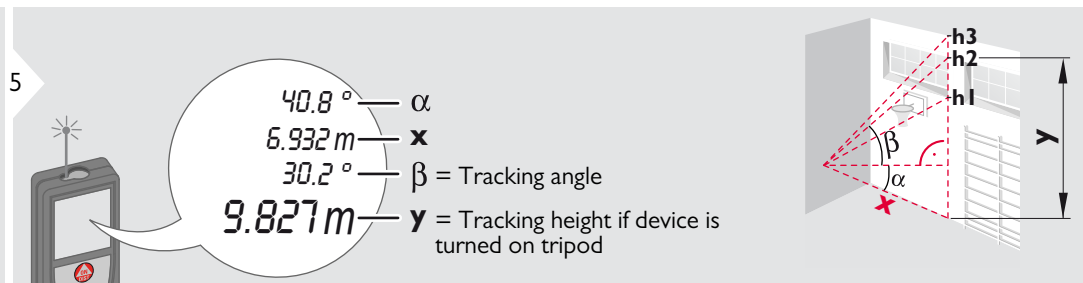 5
40.8 ° α
6.932 m x
30.2 ° β = Tracking angle
9.827 m y = Tracking height if device is
turned on tripod
h3
h2
h1
β
α
x
y